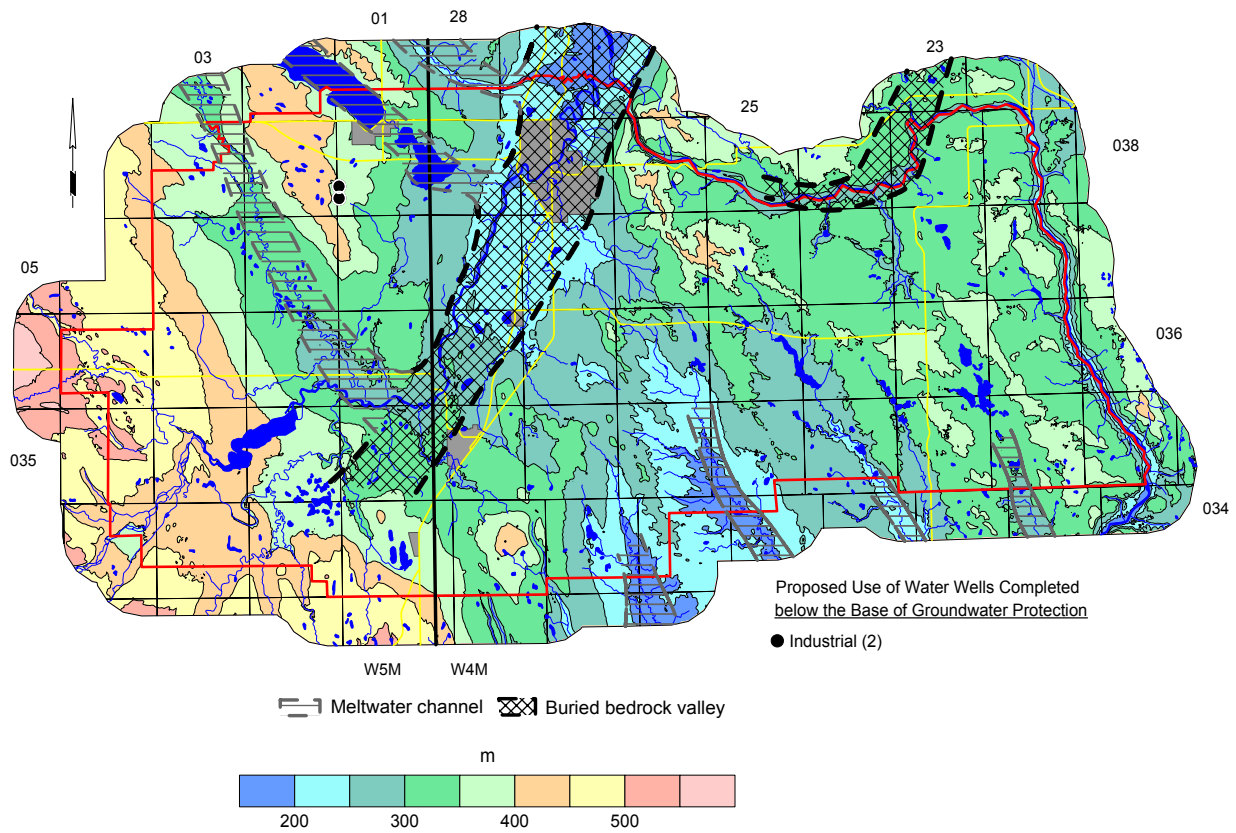 01
28
03
23
25
038
05
036
035
034
Proposed Use of Water Wells Completed
below the Base of Groundwater Protection
Industrial (2)
W5M
W4M
Meltwater channel
Buried bedrock valley
m
200
300
400
500